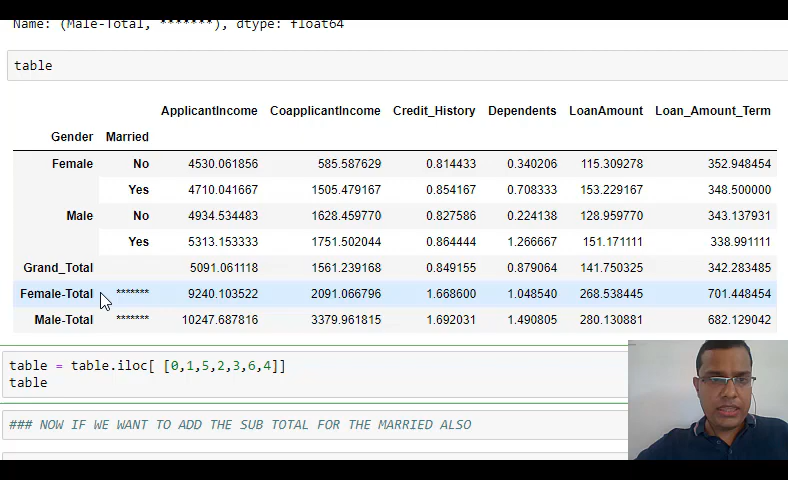 Name: (Male-Total, *******), dtype: float64
table
ApplicantIncome CoapplicantIncome Credit_History Dependents LoanAmount Loan_Amount_Term
Gender Married
Female No 4530.061856 585.587629 0.814433 0.340206 115.309278 352.948454
Yes 4710.041667 1505.479167 0.854167 0.708333 153.229167 348.500000
Male No 4934.534483 1628.459770 0.827586 0.224138 128.959770 343.137931
Yes 5313.153333 1751.502044 0.864444 1.266667 151.171111 338.991111
Grand_Total 5091.061118 1561.239168 0.849155 0.879064 141.750325 342.283485
Female-Total ******* 9240.103522 2091.066796 1.668600 1.048540 268.538445 701.448454
Male-Total ******* 10247.687816 3379.961815 1.692031 1.490805 280.130881 682.129042
table = table.iloc[ [0,1,5,2,3,6,4]]
table
### NOW IF WE WANT TO ADD THE SUB TOTAL FOR THE MARRIED ALSO